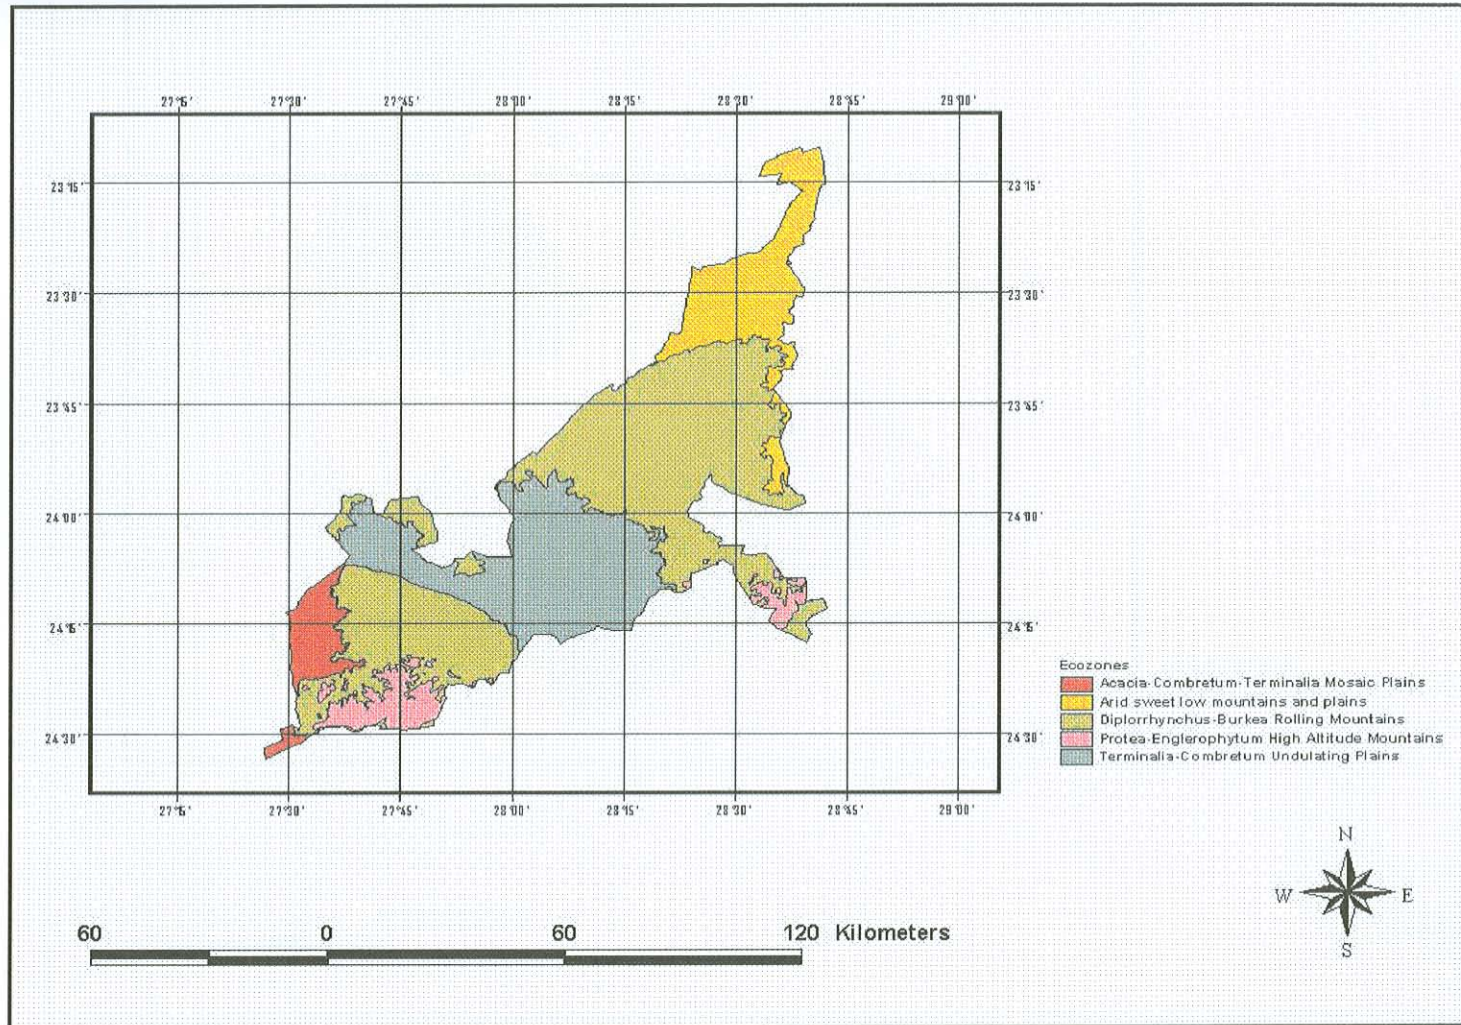 27°15' 27°30' 27°45' 28°00' 28°15' 28°30' 28°45' 29°00'
23°15' 23°15'
23°30' 23°30'
23°45' 23°45'
24°00' 24°00'
24°15' 24°15'
24°30' 24°30'
27°15' 27°30' 27°45' 28°00' 28°15' 28°30' 28°45' 29°00'
Ecozones
Acacia-Combretum-Terminalia Mosaic Plains
Arid sweet low mountains and plains
Diplorrhynchus-Burkea Rolling Mountains
Protea-Englerophytum High Altitude Mountains
Terminalia-Combretum Undulating Plains
N
W E
S
60 0 60 120 Kilometers